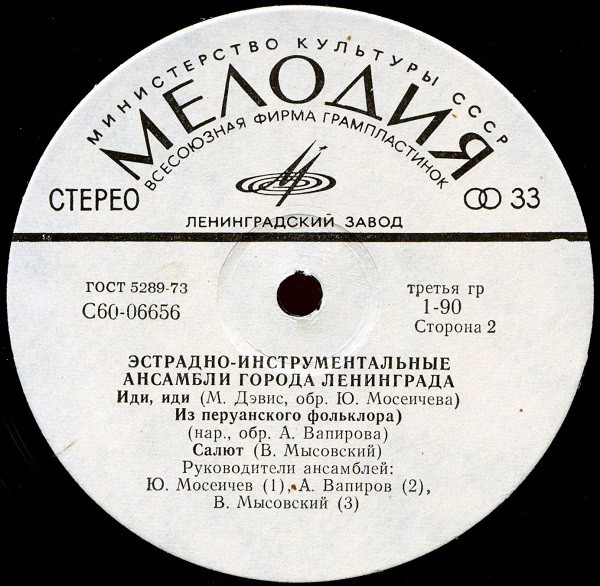 МИНИСТЕРСТВО КУЛЬТУРЫ СССР
МЕЛОДИЯ
ВСЕСОЮЗНАЯ ФИРМА ГРАМПЛАСТИНОК
СТЕРЕО
33
ЛЕНИНГРАДСКИЙ ЗАВОД
ГОСТ 5289-73
третья гр
С60-06656
1-90
Сторона 2
ЭСТРАДНО-ИНСТРУМЕНТАЛЬНЫЕ
АНСАМБЛИ ГОРОДА ЛЕНИНГРАДА
Иди, иди (М. Дэвис, обр. Ю. Мосеичева)
Из перуанского фольклора)
(нар., обр. А. Вапирова)
Салют (В. Мысовский)
Руководители ансамблей:
Ю. Мосеичев (1), А. Вапиров (2),
В. Мысовский (3)